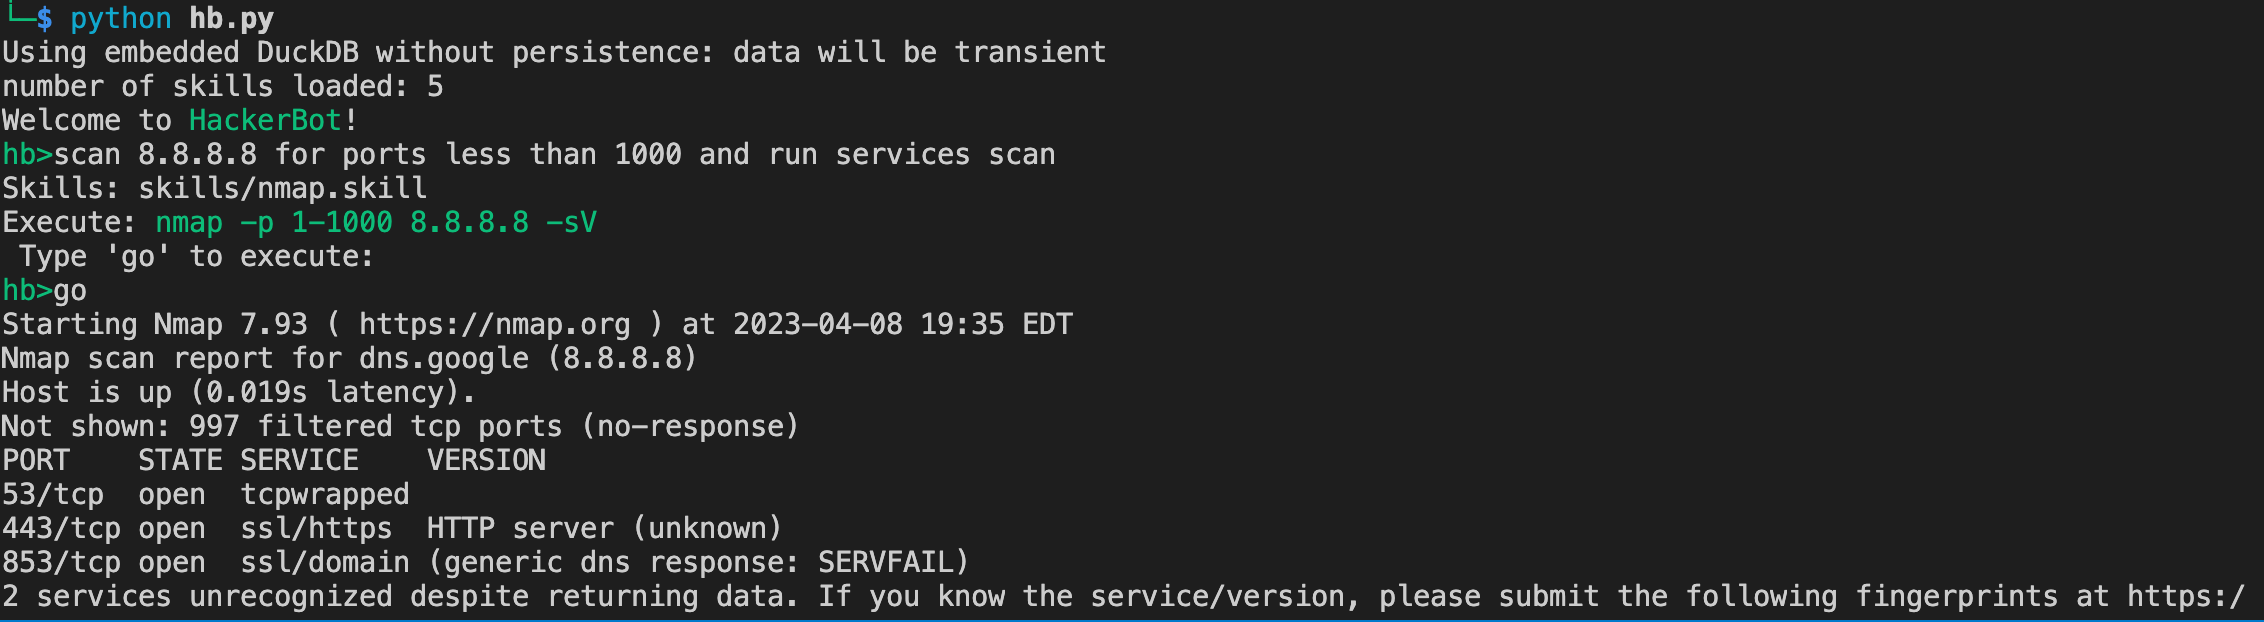 └─$ python hb.py
Using embedded DuckDB without persistence: data will be transient
number of skills loaded: 5
Welcome to HackerBot!
hb>scan 8.8.8.8 for ports less than 1000 and run services scan
Skills: skills/nmap.skill
Execute: nmap -p 1-1000 8.8.8.8 -sV
 Type 'go' to execute:
hb>go
Starting Nmap 7.93 ( https://nmap.org ) at 2023-04-08 19:35 EDT
Nmap scan report for dns.google (8.8.8.8)
Host is up (0.019s latency).
Not shown: 997 filtered tcp ports (no-response)
PORT    STATE SERVICE    VERSION
53/tcp  open  tcpwrapped
443/tcp open  ssl/https  HTTP server (unknown)
853/tcp open  ssl/domain (generic dns response: SERVFAIL)
2 services unrecognized despite returning data. If you know the service/version, please submit the following fingerprints at https:/